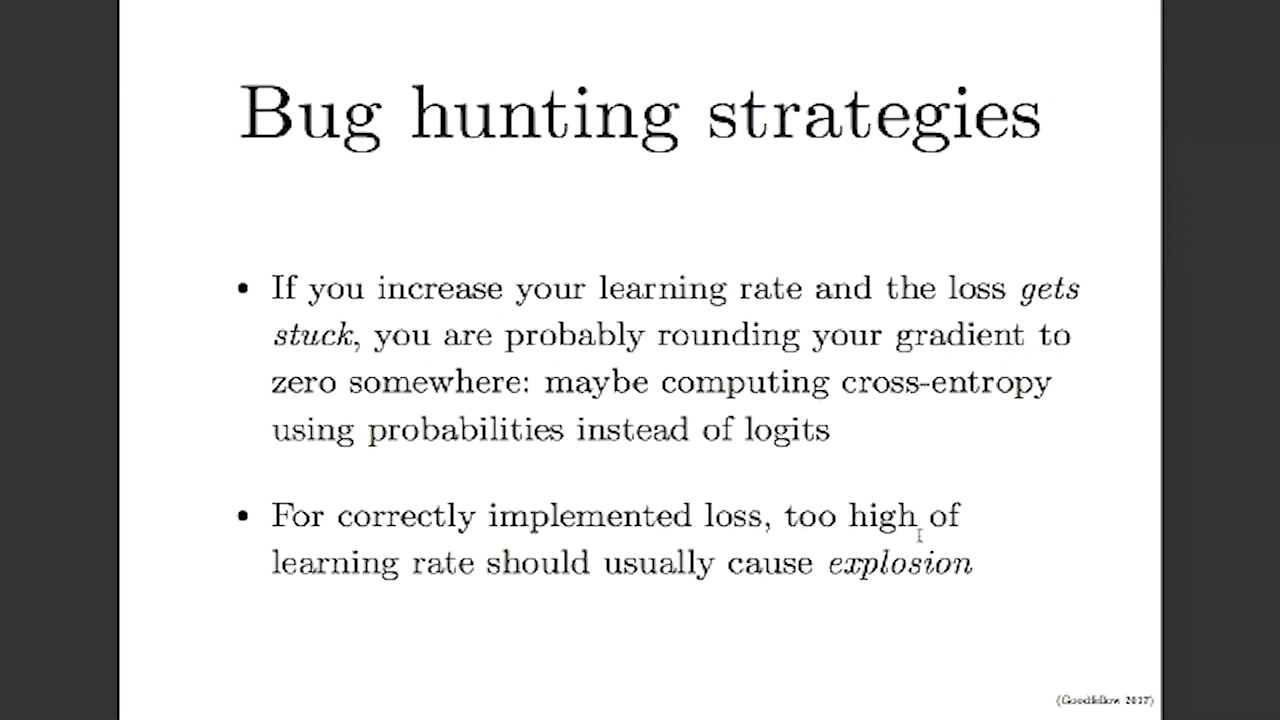 Bug hunting strategies
• If you increase your learning rate and the loss gets
stuck, you are probably rounding your gradient to
zero somewhere: maybe computing cross-entropy
using probabilities instead of logits
• For correctly implemented loss, too high of
learning rate should usually cause explosion
(Goodfellow 2017)